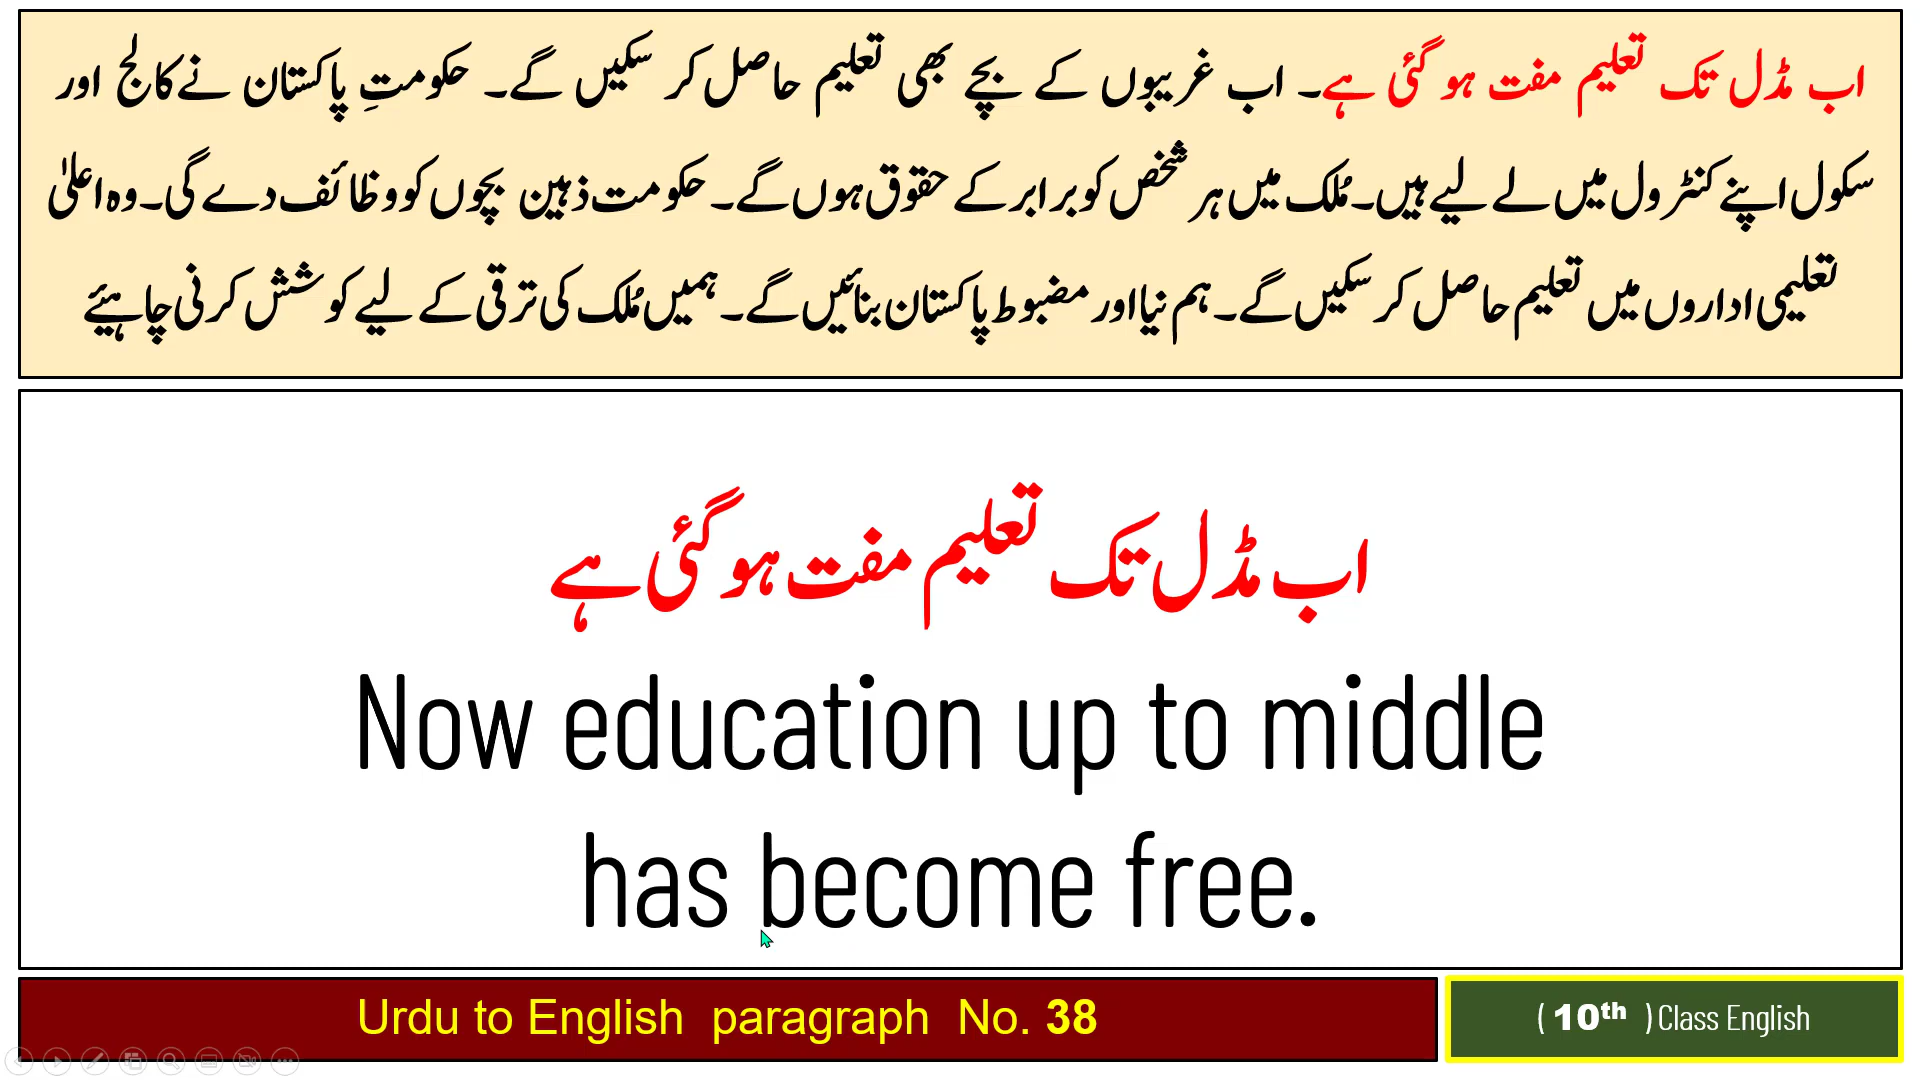 اب مڈل تک تعلیم مفت ہو گئی ہے۔ اب غریبوں کے بچے بھی تعلیم حاصل کر سکیں گے۔ حکومتِ پاکستان نے کالج اور
سکول اپنے کنٹرول میں لے لیے ہیں۔ مُلک میں ہر شخص کو برابر کے حقوق ہوں گے۔ حکومت ذہین بچوں کو وظائف دے گی۔ وہ اعلیٰ
تعلیمی اداروں میں تعلیم حاصل کر سکیں گے۔ ہم نیا اور مضبوط پاکستان بنائیں گے۔ ہمیں مُلک کی ترقی کے لیے کوشش کرنی چاہیئے
اب مڈل تک تعلیم مفت ہو گئی ہے
Now education up to middle
has become free.
Urdu to English paragraph No. 38
( 10th ) Class English